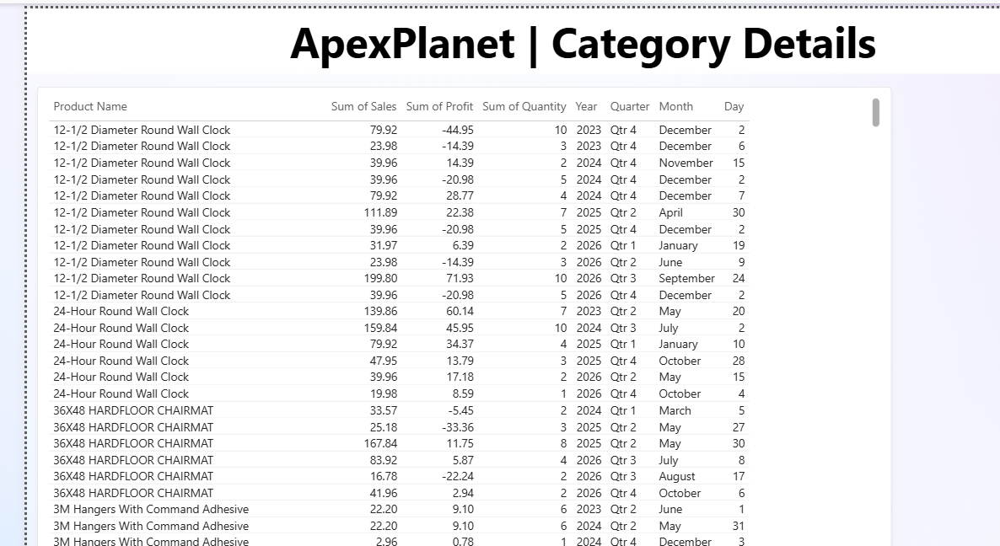 ApexPlanet | Category Details
Product Name Sum of Sales Sum of Profit Sum of Quantity Year Quarter Month Day
12-1/2 Diameter Round Wall Clock 79.92 -44.95 10 2023 Qtr 4 December 2
12-1/2 Diameter Round Wall Clock 23.98 -14.39 3 2023 Qtr 4 December 6
12-1/2 Diameter Round Wall Clock 39.96 14.39 2 2024 Qtr 4 November 15
12-1/2 Diameter Round Wall Clock 39.96 -20.98 5 2024 Qtr 4 December 2
12-1/2 Diameter Round Wall Clock 79.92 28.77 4 2024 Qtr 4 December 7
12-1/2 Diameter Round Wall Clock 111.89 22.38 7 2025 Qtr 2 April 30
12-1/2 Diameter Round Wall Clock 39.96 -20.98 5 2025 Qtr 4 December 2
12-1/2 Diameter Round Wall Clock 31.97 6.39 2 2026 Qtr 1 January 19
12-1/2 Diameter Round Wall Clock 23.98 -14.39 3 2026 Qtr 2 June 9
12-1/2 Diameter Round Wall Clock 199.80 71.93 10 2026 Qtr 3 September 24
12-1/2 Diameter Round Wall Clock 39.96 -20.98 5 2026 Qtr 4 December 2
24-Hour Round Wall Clock 139.86 60.14 7 2023 Qtr 2 May 20
24-Hour Round Wall Clock 159.84 45.95 10 2024 Qtr 3 July 2
24-Hour Round Wall Clock 79.92 34.37 4 2025 Qtr 1 January 10
24-Hour Round Wall Clock 47.95 13.79 3 2025 Qtr 4 October 28
24-Hour Round Wall Clock 39.96 17.18 2 2026 Qtr 2 May 15
24-Hour Round Wall Clock 19.98 8.59 1 2026 Qtr 4 October 4
36X48 HARDFLOOR CHAIRMAT 33.57 -5.45 2 2024 Qtr 1 March 5
36X48 HARDFLOOR CHAIRMAT 25.18 -33.36 3 2025 Qtr 2 May 27
36X48 HARDFLOOR CHAIRMAT 167.84 11.75 8 2025 Qtr 2 May 30
36X48 HARDFLOOR CHAIRMAT 83.92 5.87 4 2026 Qtr 3 July 8
36X48 HARDFLOOR CHAIRMAT 16.78 -22.24 2 2026 Qtr 3 August 17
36X48 HARDFLOOR CHAIRMAT 41.96 2.94 2 2026 Qtr 4 October 6
3M Hangers With Command Adhesive 22.20 9.10 6 2023 Qtr 2 June 1
3M Hangers With Command Adhesive 22.20 9.10 6 2024 Qtr 2 May 31
3M Hangers With Command Adhesive 2.96 0.78 1 2024 Qtr 4 December 3